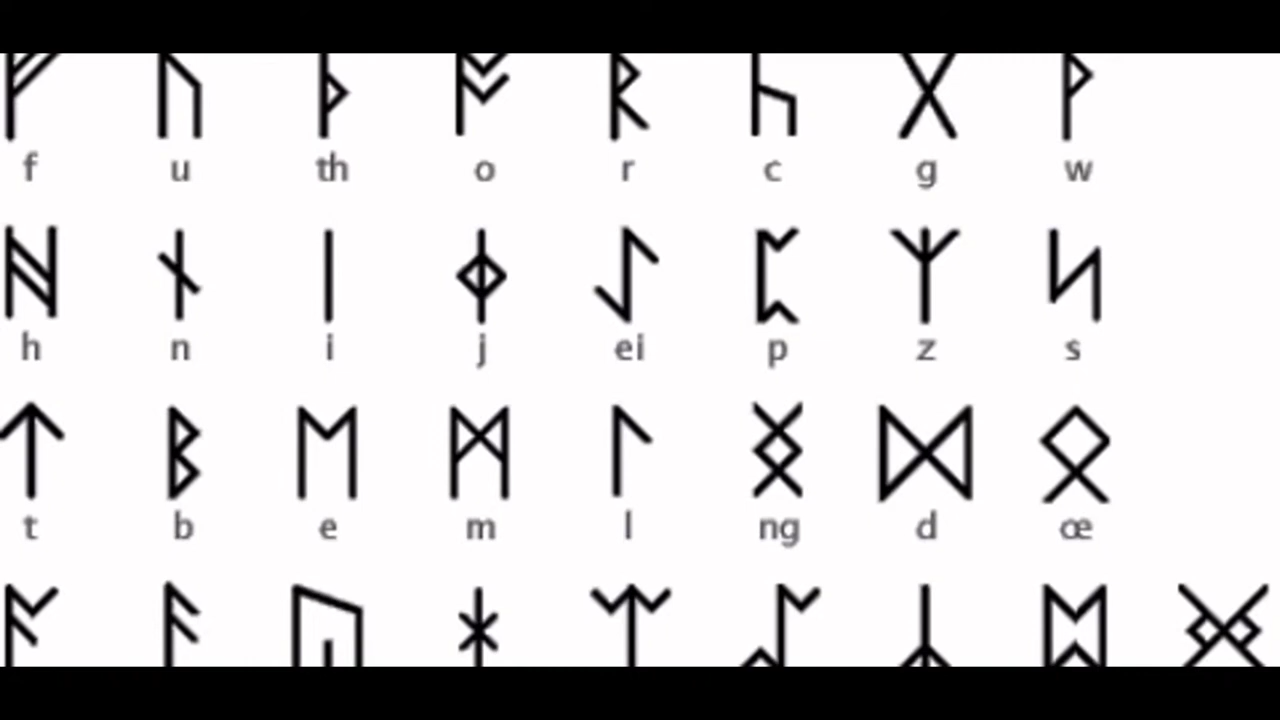 ᚠ ᚢ ᚦ ᚩ ᚱ ᚳ ᚷ ᚹ
f u th o r c g w
ᚻ ᚾ ᛁ ᛄ ᛇ ᛈ ᛉ ᛋ
h n i j ei p z s
ᛏ ᛒ ᛖ ᛗ ᛚ ᛝ ᛞ ᛟ
t b e m l ng d œ
ᚪ ᚫ ᚣ ᛡ ᛠ ᛢ ᛣ ᛥ ᚸ